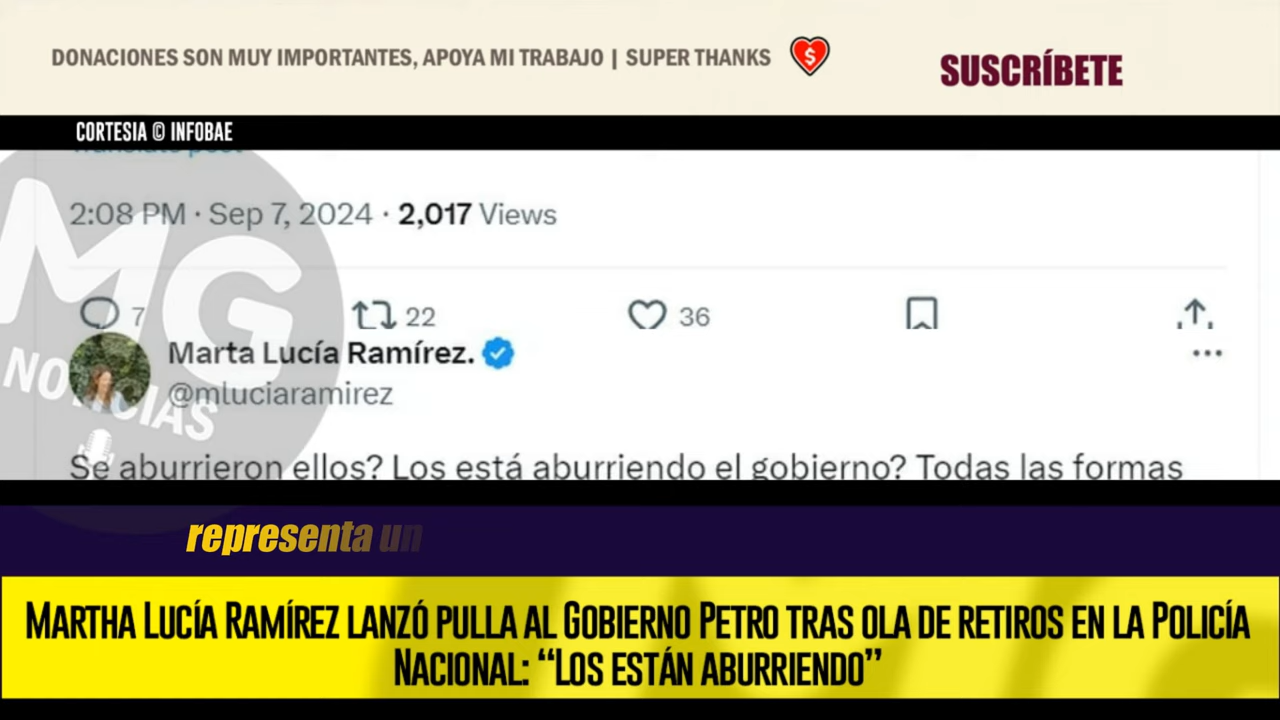 DONACIONES SON MUY IMPORTANTES, APOYA MI TRABAJO | SUPER THANKS
SUSCRÍBETE
CORTESIA © INFOBAE
2:08 PM · Sep 7, 2024 · 2,017 Views
7 22 36
Marta Lucía Ramírez.
@mluciaramirez
MG
NOTICIAS
Se aburrieron ellos? Los está aburriendo el gobierno? Todas las formas
representa un
MARTHA LUCÍA RAMÍREZ LANZÓ PULLA AL GOBIERNO PETRO TRAS OLA DE RETIROS EN LA POLICÍA
NACIONAL: “LOS ESTÁN ABURRIENDO”